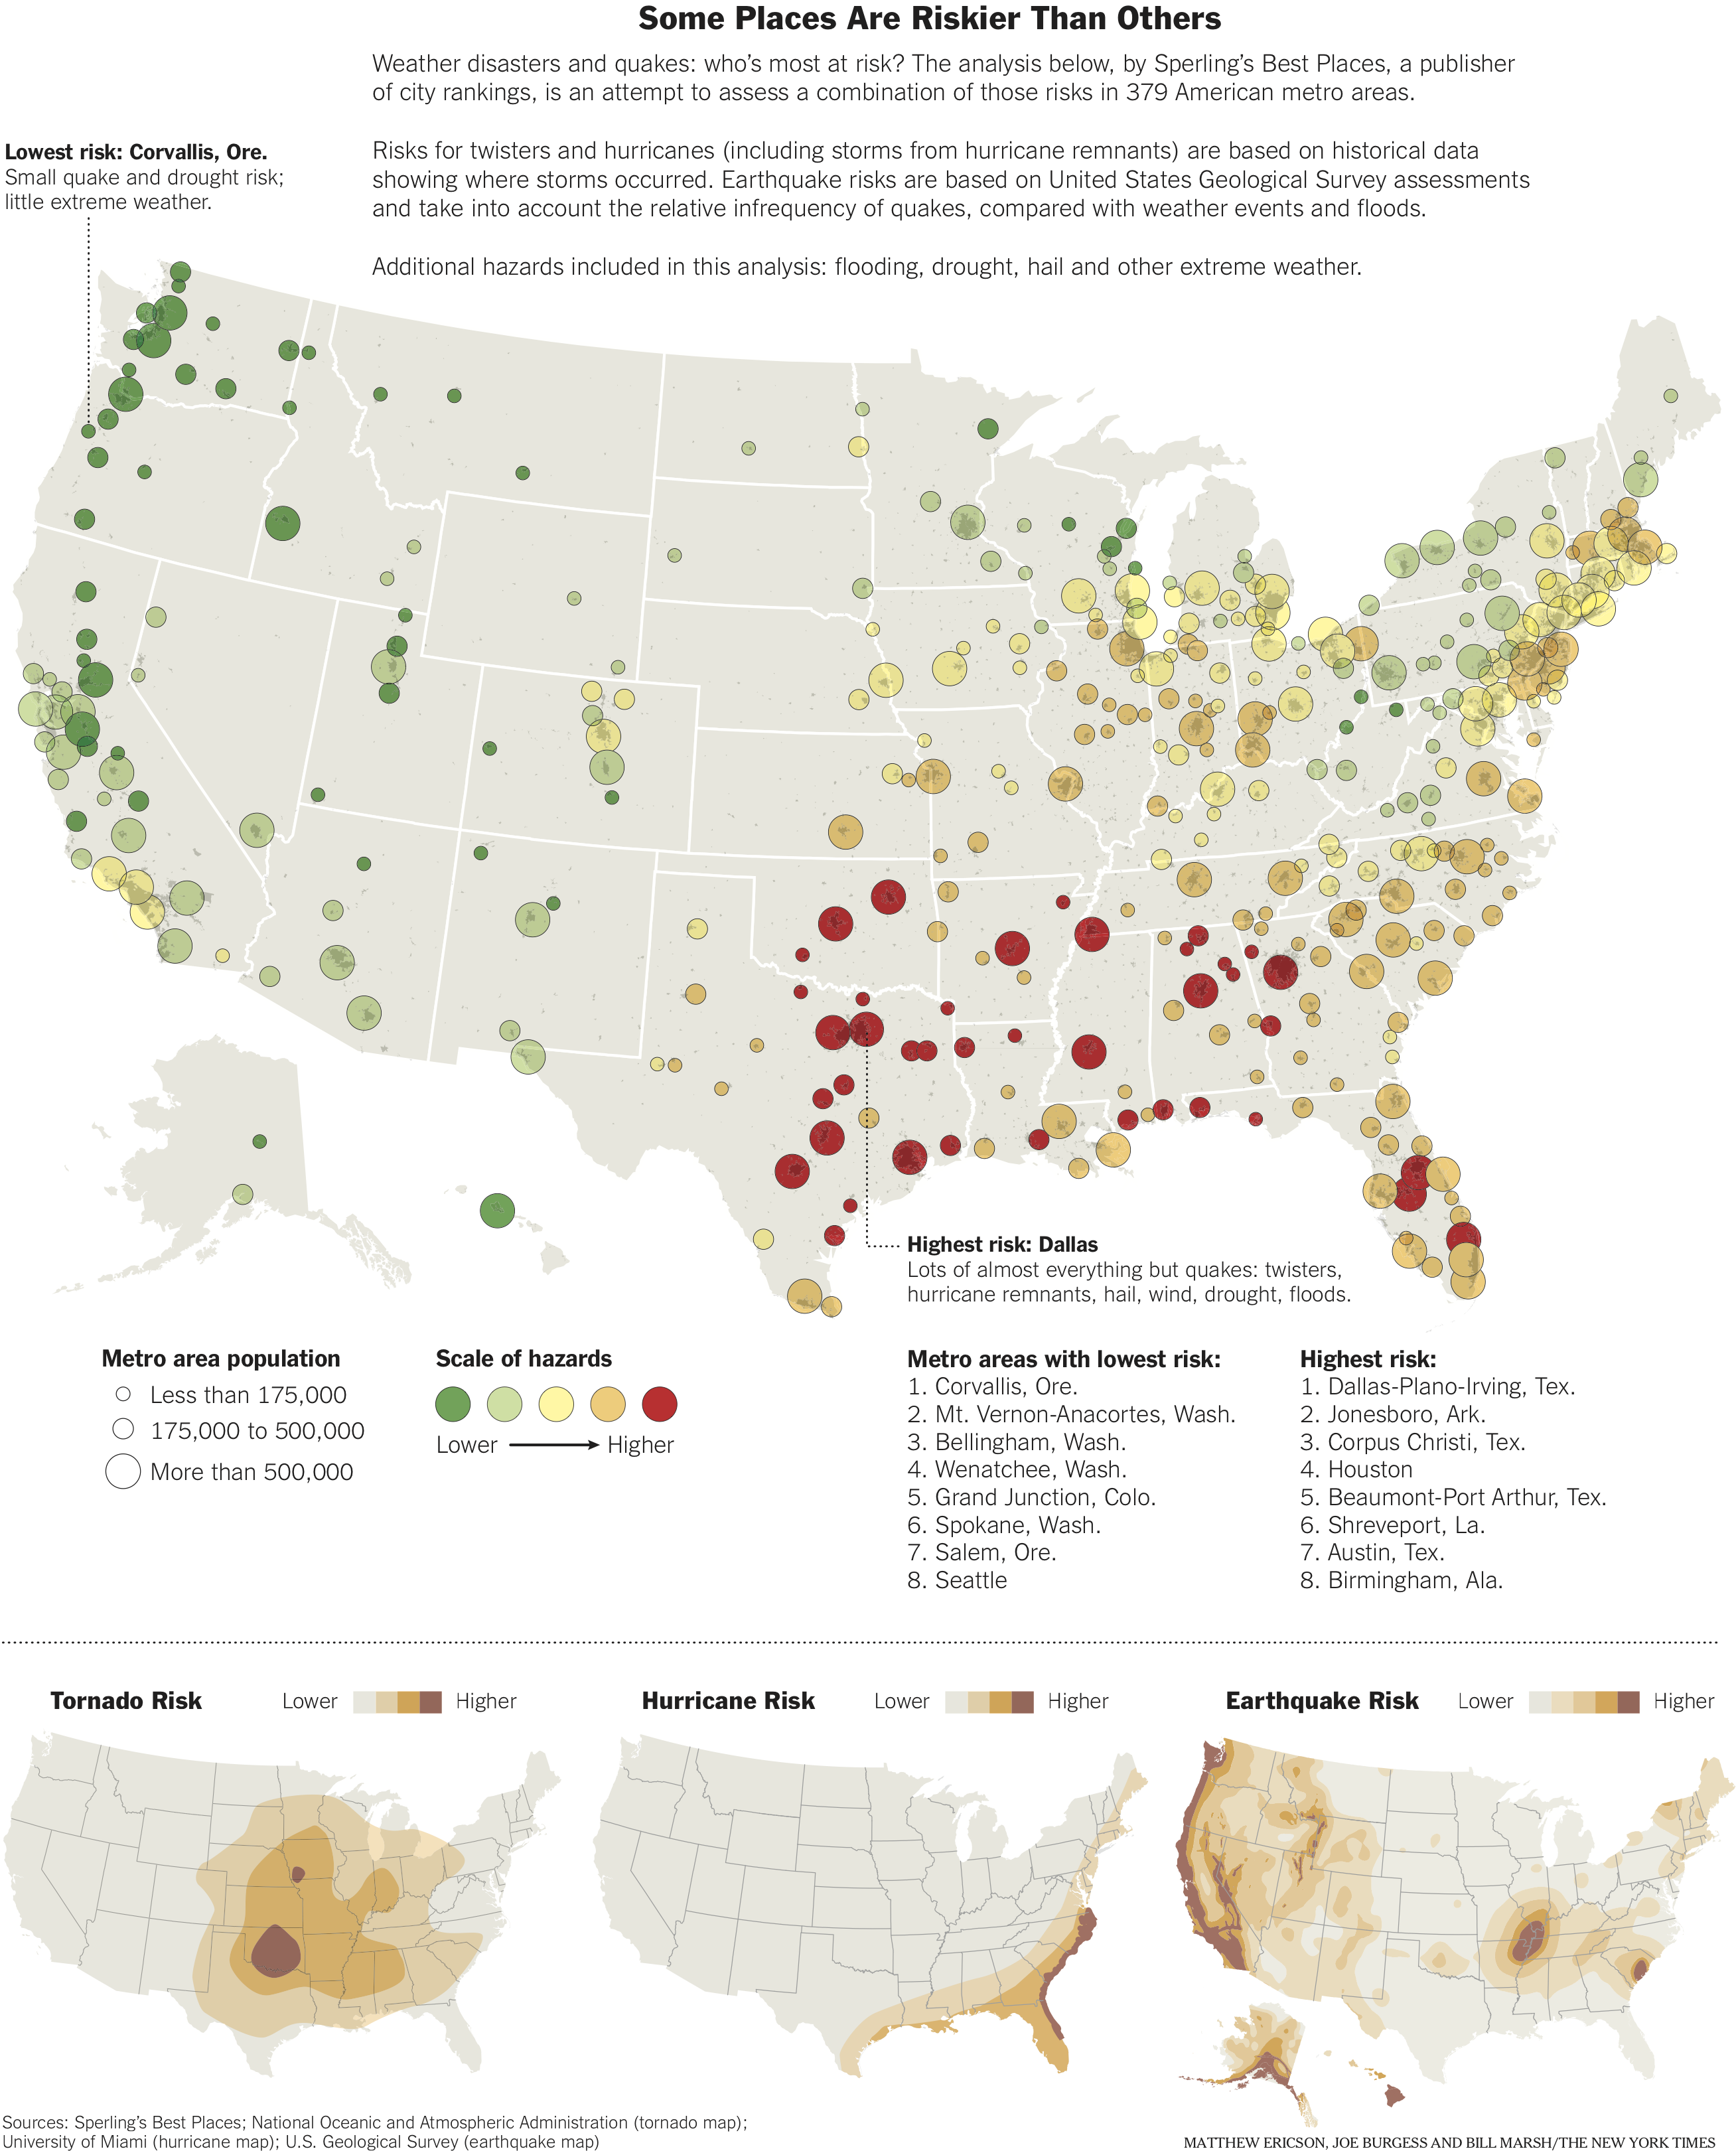 Some Places Are Riskier Than Others
Weather disasters and quakes: who's most at risk? The analysis below, by Sperling's Best Places, a publisher
of city rankings, is an attempt to assess a combination of those risks in 379 American metro areas.
Risks for twisters and hurricanes (including storms from hurricane remnants) are based on historical data
showing where storms occurred. Earthquake risks are based on United States Geological Survey assessments
and take into account the relative infrequency of quakes, compared with weather events and floods.
Additional hazards included in this analysis: flooding, drought, hail and other extreme weather.
Lowest risk: Corvallis, Ore.
Small quake and drought risk;
little extreme weather.
Highest risk: Dallas
Lots of almost everything but quakes: twisters,
hurricane remnants, hail, wind, drought, floods.
Metro area population
Less than 175,000
175,000 to 500,000
More than 500,000
Scale of hazards
Lower Higher
Metro areas with lowest risk:
1. Corvallis, Ore.
2. Mt. Vernon-Anacortes, Wash.
3. Bellingham, Wash.
4. Wenatchee, Wash.
5. Grand Junction, Colo.
6. Spokane, Wash.
7. Salem, Ore.
8. Seattle
Highest risk:
1. Dallas-Plano-Irving, Tex.
2. Jonesboro, Ark.
3. Corpus Christi, Tex.
4. Houston
5. Beaumont-Port Arthur, Tex.
6. Shreveport, La.
7. Austin, Tex.
8. Birmingham, Ala.
Tornado Risk Lower Higher
Hurricane Risk Lower Higher
Earthquake Risk Lower Higher
Sources: Sperling's Best Places; National Oceanic and Atmospheric Administration (tornado map);
University of Miami (hurricane map); U.S. Geological Survey (earthquake map)
MATTHEW ERICSON, JOE BURGESS AND BILL MARSH/THE NEW YORK TIMES